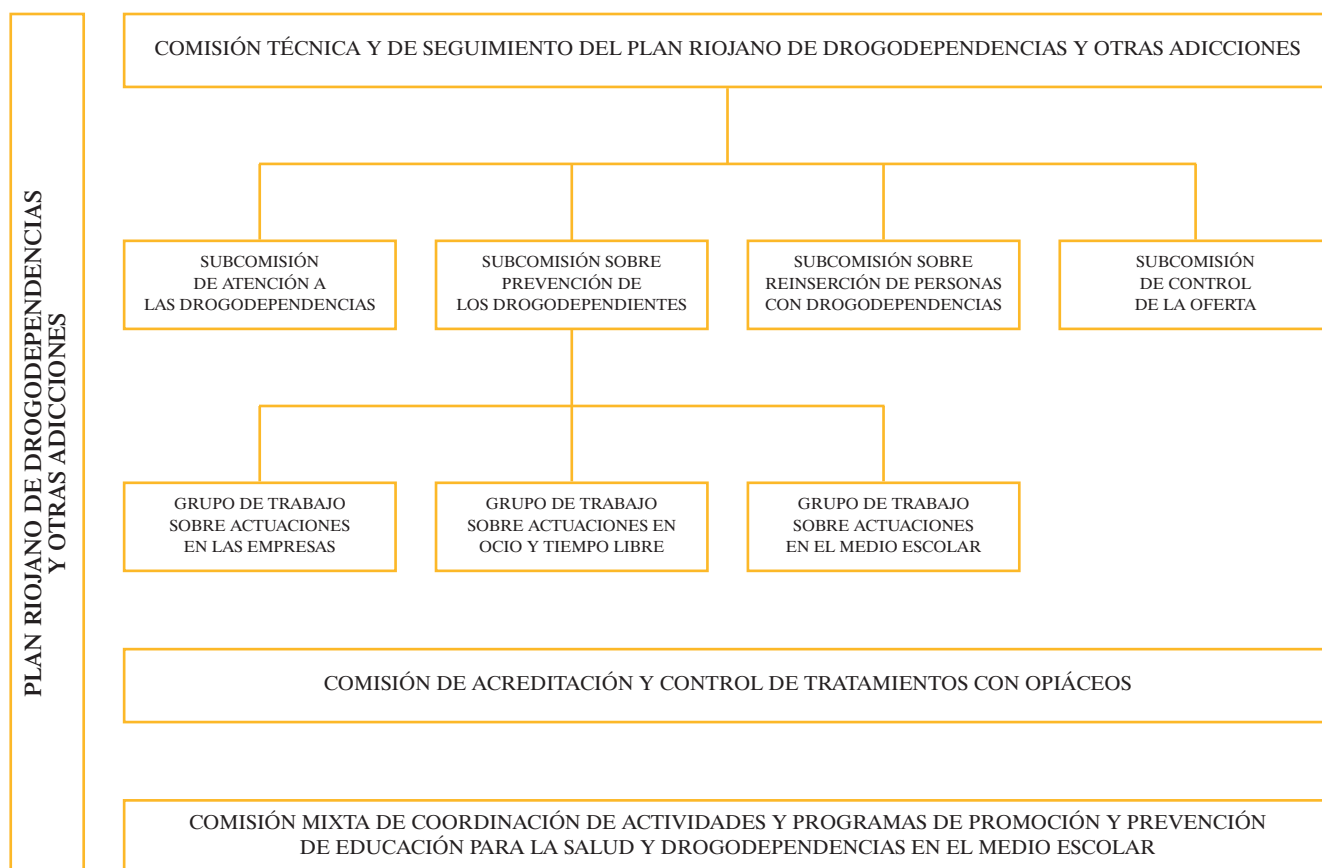 PLAN RIOJANO DE DROGODEPENDENCIAS
Y OTRAS ADICCIONES
COMISIÓN TÉCNICA Y DE SEGUIMIENTO DEL PLAN RIOJANO DE DROGODEPENDENCIAS Y OTRAS ADICCIONES
SUBCOMISIÓN
DE ATENCIÓN A
LAS DROGODEPENDENCIAS
SUBCOMISIÓN SOBRE
PREVENCIÓN DE
LOS DROGODEPENDIENTES
SUBCOMISIÓN SOBRE
REINSERCIÓN DE PERSONAS
CON DROGODEPENDENCIAS
SUBCOMISIÓN
DE CONTROL
DE LA OFERTA
GRUPO DE TRABAJO
SOBRE ACTUACIONES
EN LAS EMPRESAS
GRUPO DE TRABAJO
SOBRE ACTUACIONES EN
OCIO Y TIEMPO LIBRE
GRUPO DE TRABAJO
SOBRE ACTUACIONES
EN EL MEDIO ESCOLAR
COMISIÓN DE ACREDITACIÓN Y CONTROL DE TRATAMIENTOS CON OPIÁCEOS
COMISIÓN MIXTA DE COORDINACIÓN DE ACTIVIDADES Y PROGRAMAS DE PROMOCIÓN Y PREVENCIÓN
DE EDUCACIÓN PARA LA SALUD Y DROGODEPENDENCIAS EN EL MEDIO ESCOLAR